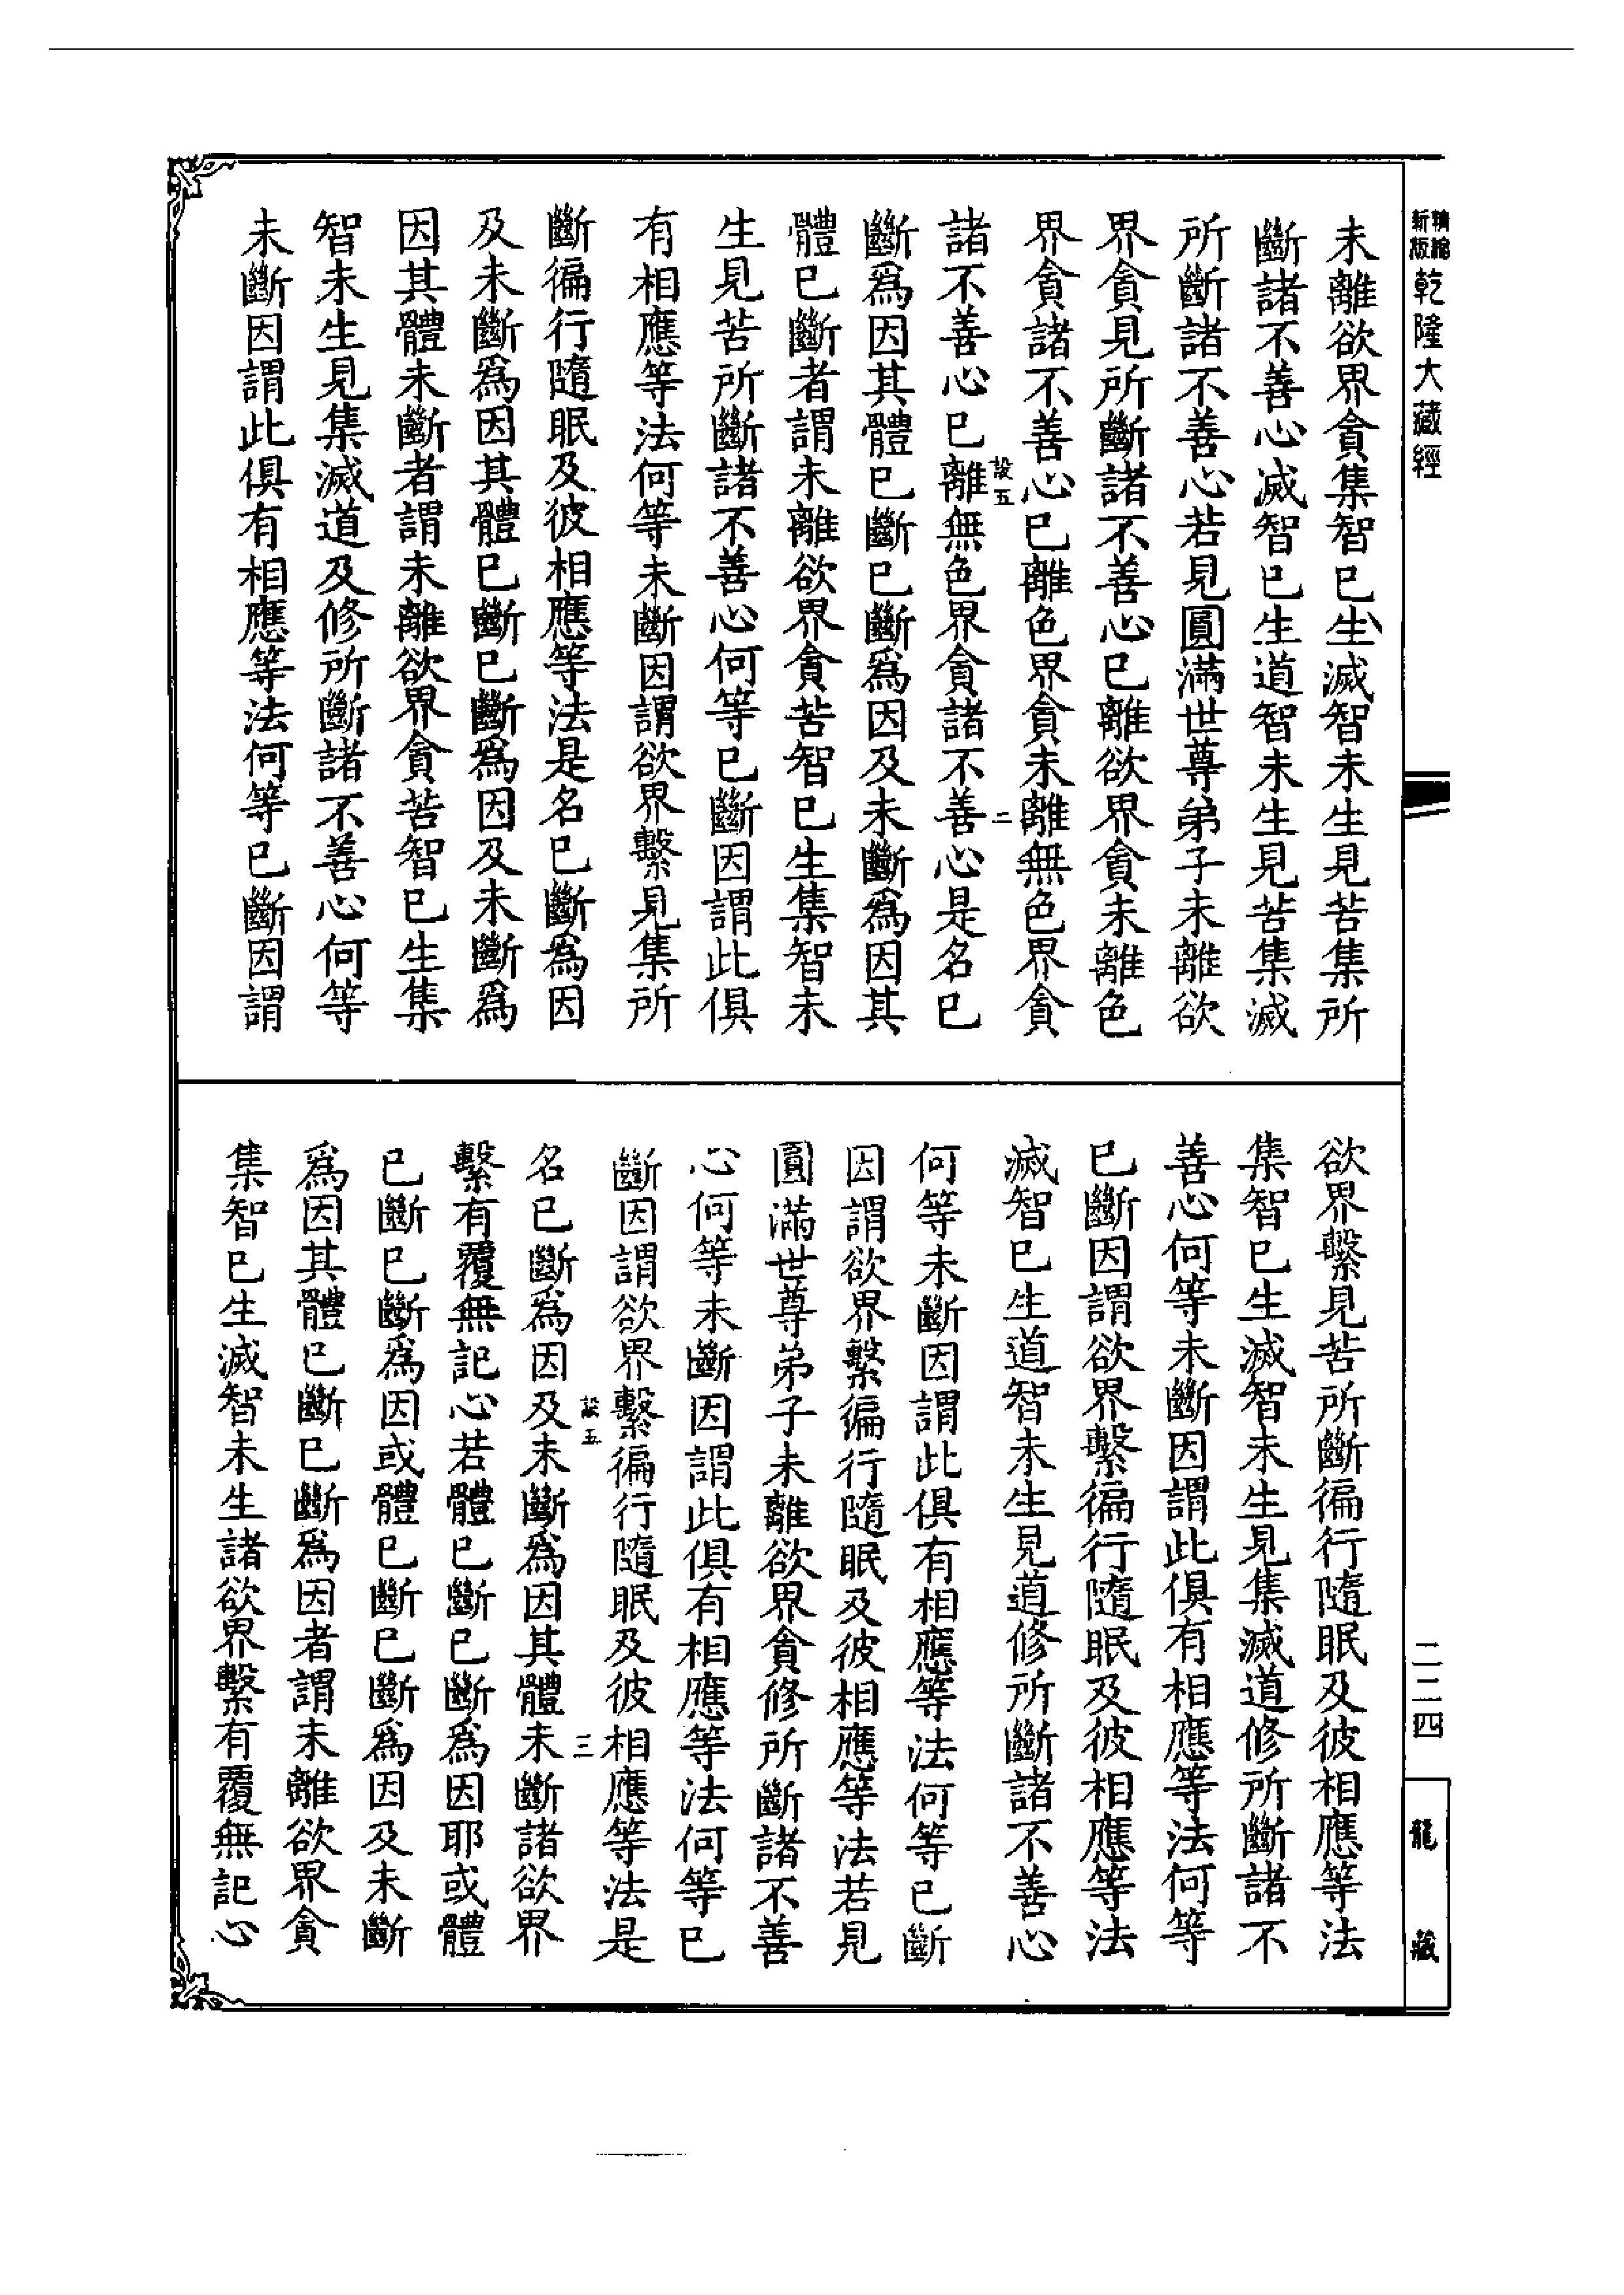 精縮新版乾隆大藏經
未離欲界貪集智已生滅智未生見苦集所
斷諸不善心滅智已生道智未生見苦集滅
所斷諸不善心若見圓滿世尊弟子未離欲
界貪見所斷諸不善心已離欲界貪未離色
界貪諸不善心已離色界貪未離無色界貪
設五 二
諸不善心已離無色界貪諸不善心是名已
斷爲因其體已斷已斷爲因及未斷爲因其
體已斷者謂未離欲界貪苦智已生集智未
生見苦所斷諸不善心何等已斷因謂此俱
有相應等法何等未斷因謂欲界繫見集所
斷徧行隨眠及彼相應等法是名已斷爲因
及未斷爲因其體已斷已斷爲因及未斷爲
因其體未斷者謂未離欲界貪苦智已生集
智未生見集滅道及修所斷諸不善心何等
未斷因謂此俱有相應等法何等已斷因謂
欲界繫見苦所斷徧行隨眠及彼相應等法
集智已生滅智未生見集滅道修所斷諸不
善心何等未斷因謂此俱有相應等法何等
已斷因謂欲界繫徧行隨眠及彼相應等法
滅智已生道智未生見道修所斷諸不善心
何等未斷因謂此俱有相應等法何等已斷
因謂欲界繫徧行隨眠及彼相應等法若見
圓滿世尊弟子未離欲界貪修所斷諸不善
心何等未斷因謂此俱有相應等法何等已
斷因謂欲界繫徧行隨眠及彼相應等法是
設五 三
名已斷爲因及未斷爲因其體未斷諸欲界
繫有覆無記心若體已斷已斷爲因耶或體
已斷已斷爲因或體已斷已斷爲因及未斷
爲因其體已斷已斷爲因者謂未離欲界貪
集智已生滅智未生諸欲界繫有覆無記心
二二四
龍藏